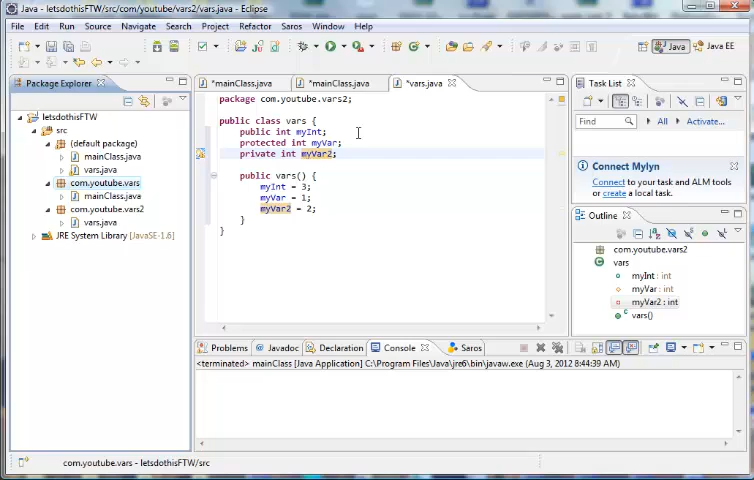 Java - letsdothisFTW/src/com/youtube/vars2/vars.java - Eclipse
File Edit Run Source Navigate Search Project Refactor Window Help
Java Java EE
Package Explorer
letsdothisFTW
src
(default package)
mainClass.java
vars.java
com.youtube.vars
mainClass.java
com.youtube.vars2
vars.java
JRE System Library [JavaSE-1.6]
*mainClass.java *mainClass.java *vars.java
package com.youtube.vars2;
public class vars {
public int myInt;
protected int myVar;
private int myVar2;
public vars() {
myInt = 3;
myVar = 1;
myVar2 = 2;
}
}
Task List
Find All Activate...
Connect Mylyn
Connect to your task and ALM tools
or create a local task.
Outline
com.youtube.vars2
vars
myInt : int
myVar : int
myVar2 : int
vars()
Problems Javadoc Declaration Console Saros
<terminated> mainClass [Java Application] C:\Program Files\Java\jre6\bin\javaw.exe (Aug 3, 2012 8:44:39 AM)
com.youtube.vars - letsdothisFTW/src